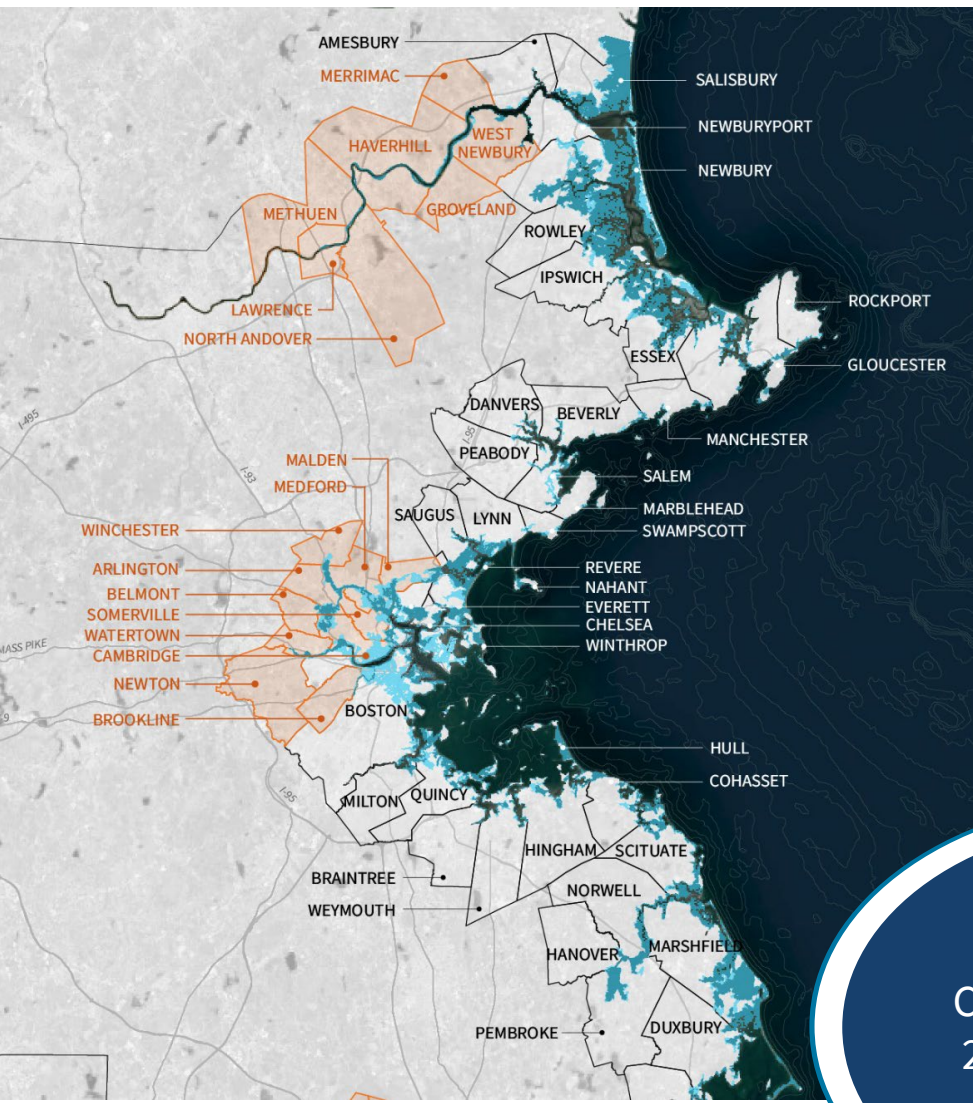 AMESBURY
MERRIMAC
SALISBURY
NEWBURYPORT
WEST
NEWBURY
HAVERHILL
NEWBURY
METHUEN
GROVELAND
ROWLEY
IPSWICH
LAWRENCE
ROCKPORT
NORTH ANDOVER
ESSEX
GLOUCESTER
I-495
DANVERS
BEVERLY
I-95
MANCHESTER
PEABODY
MALDEN
I-93
SALEM
MEDFORD
MARBLEHEAD
SAUGUS
LYNN
WINCHESTER
SWAMPSCOTT
ARLINGTON
REVERE
BELMONT
NAHANT
SOMERVILLE
EVERETT
WATERTOWN
CHELSEA
MASS PIKE
CAMBRIDGE
WINTHROP
NEWTON
BOSTON
9
BROOKLINE
HULL
COHASSET
I-95
MILTON
QUINCY
HINGHAM
SCITUATE
BRAINTREE
NORWELL
WEYMOUTH
HANOVER
MARSHFIELD
PEMBROKE
DUXBURY
2